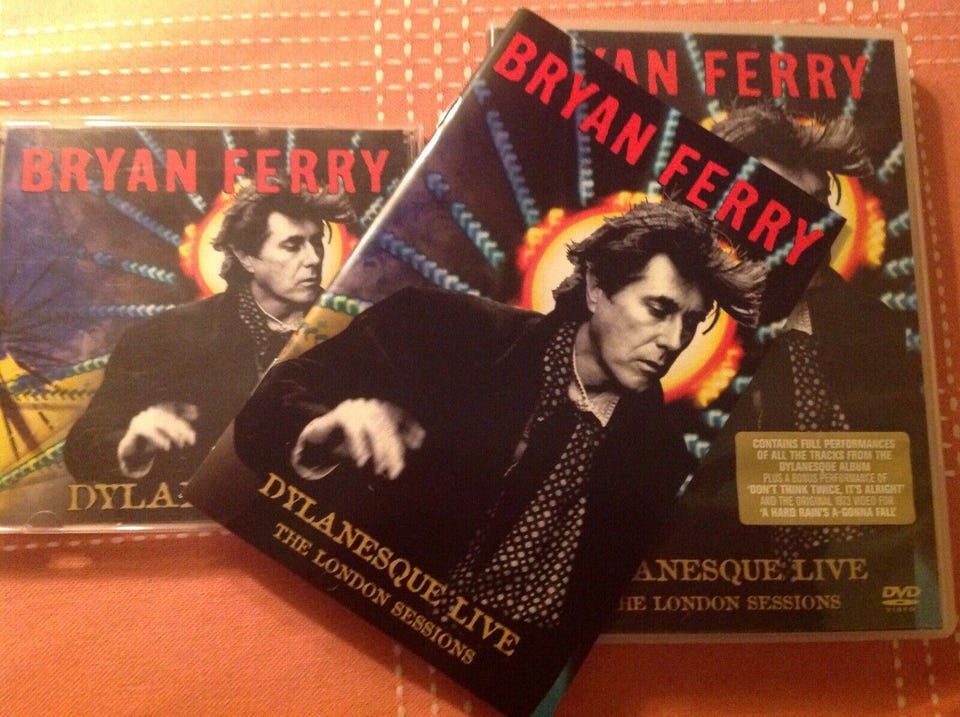 BRYAN FERRY
DYLA
BRYAN FERRY
DYLANESQUE LIVE
THE LONDON SESSIONS
YAN FERRY
CONTAINS FULL PERFORMANCES
OF ALL THE TRACKS FROM THE
DYLANESQUE ALBUM
PLUS A BONUS PERFORMANCE OF
'DON'T THINK TWICE, IT'S ALRIGHT'
AND THE ORIGINAL 1973 VIDEO FOR
'A HARD RAIN'S A-GONNA FALL'
ANESQUE LIVE
HE LONDON SESSIONS
DVD
VIDEO